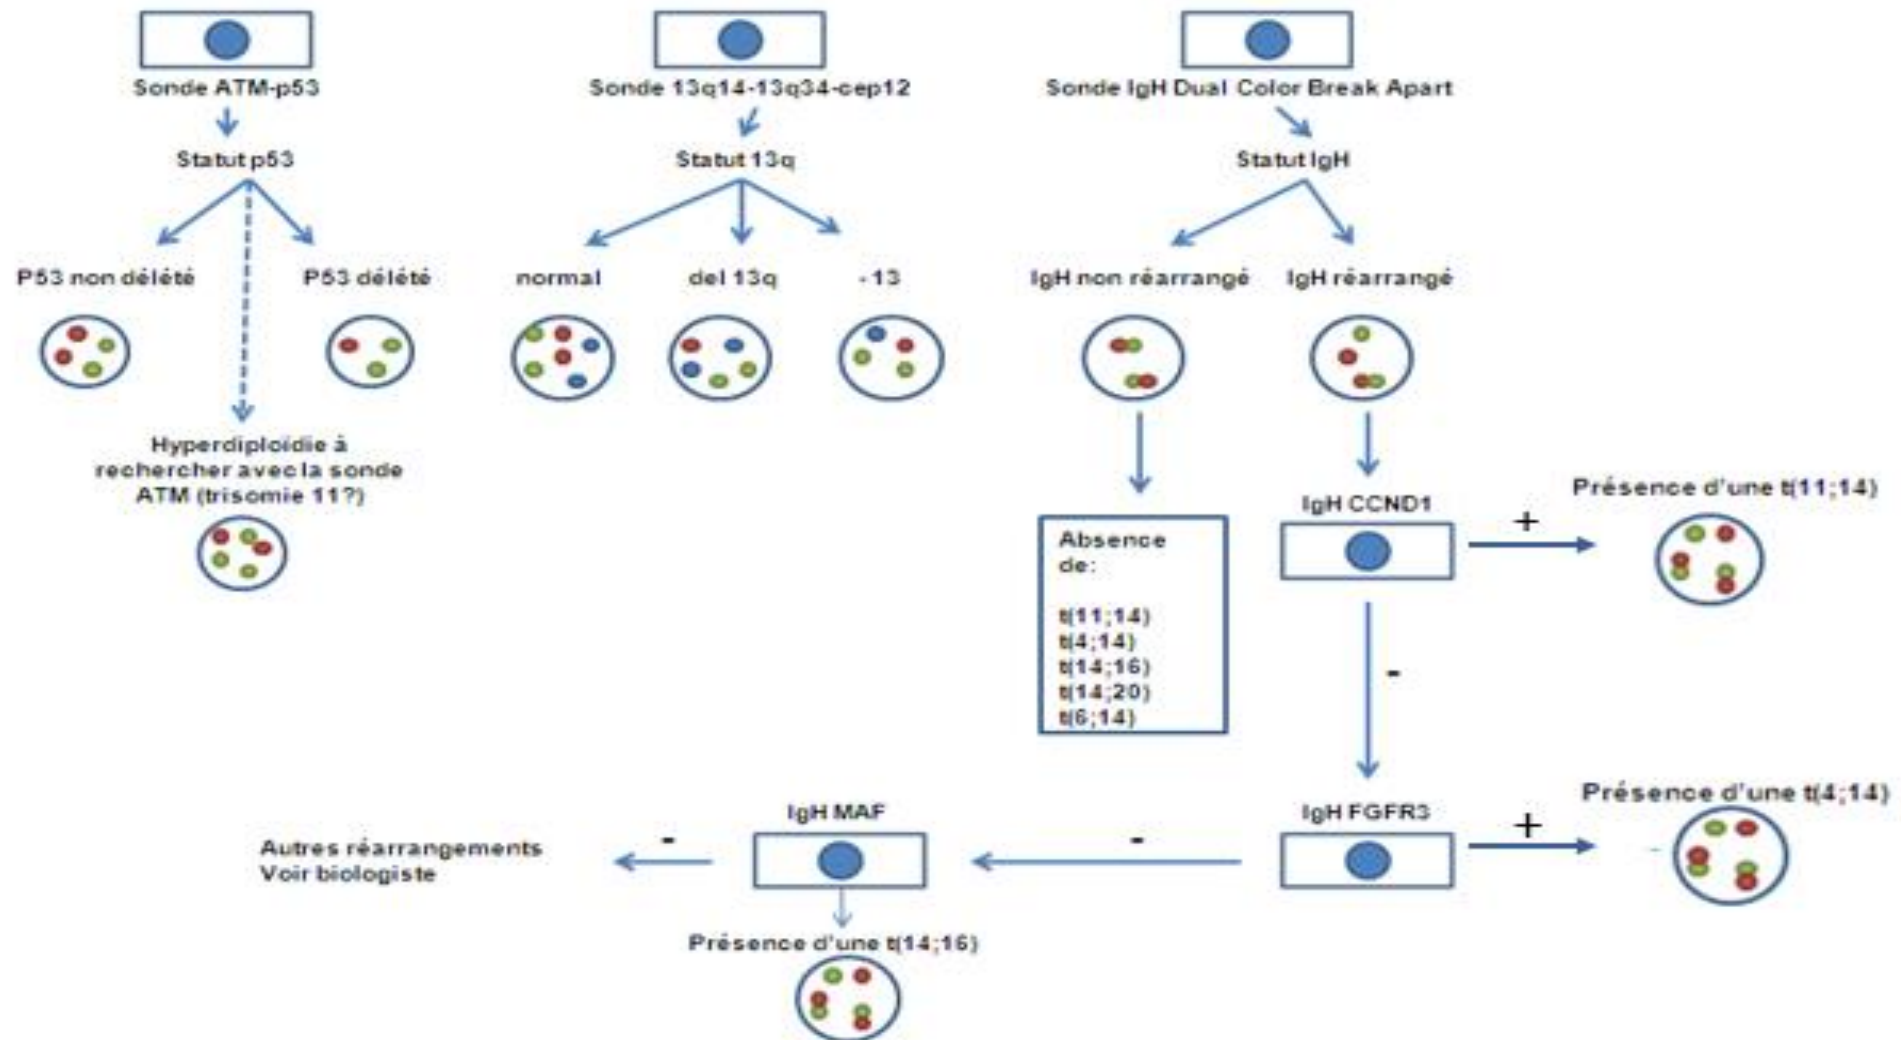 Sonde ATM-p53
Sonde 13q14-13q34-cep12
Sonde IgH Dual Color Break Apart
Statut p53
Statut 13q
Statut IgH
P53 non délété
P53 délété
normal
del 13q
-13
IgH non réarrangé
IgH réarrangé
Hyperdiploïdie à
rechercher avec la sonde
ATM (trisomie 11?)
Absence
de:
t(11;14)
t(4;14)
t(14;16)
t(14;20)
t(6;14)
IgH CCND1
+
Présence d'une t(11;14)
-
IgH FGFR3
+
Présence d'une t(4;14)
-
-
IgH MAF
-
Autres réarrangements
Voir biologiste
Présence d'une t(14;16)